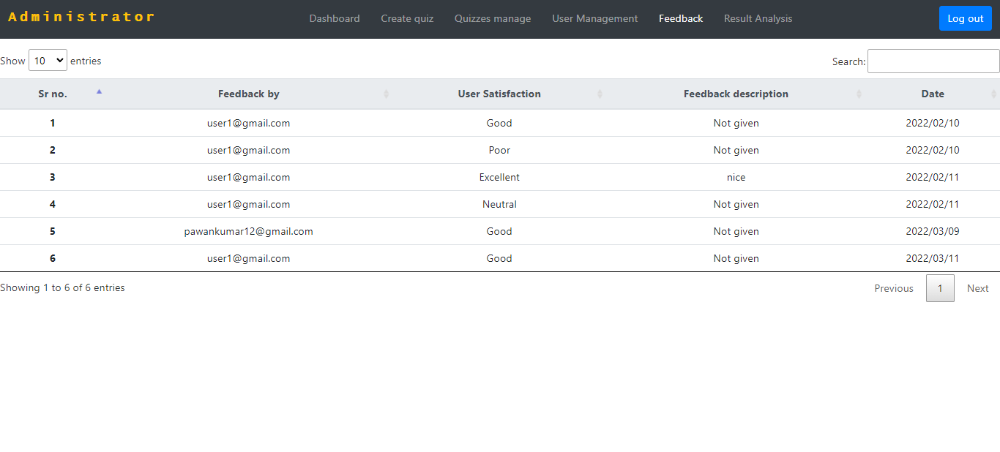 Administrator Dashboard Create quiz Quizzes manage User Management Feedback Result Analysis Log out
Show 10 entries Search:
Sr no. Feedback by User Satisfaction Feedback description Date
1 user1@gmail.com Good Not given 2022/02/10
2 user1@gmail.com Poor Not given 2022/02/10
3 user1@gmail.com Excellent nice 2022/02/11
4 user1@gmail.com Neutral Not given 2022/02/11
5 pawankumar12@gmail.com Good Not given 2022/03/09
6 user1@gmail.com Good Not given 2022/03/11
Showing 1 to 6 of 6 entries Previous 1 Next